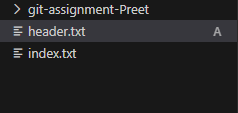 git-assignment-Preet
header.txt A
index.txt